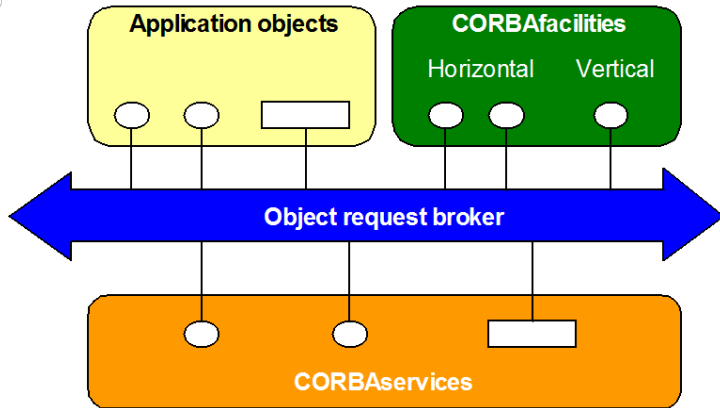 Application objects
CORBAfacilities
Horizontal Vertical
Object request broker
CORBAservices